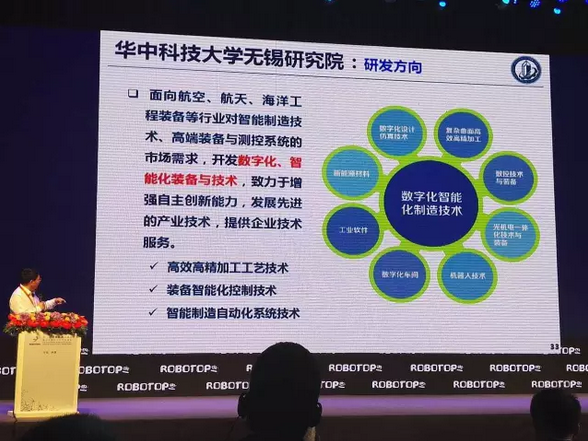 华中科技大学无锡研究院：研发方向
面向航空、航天、海洋工
程装备等行业对智能制造技
术、高端装备与测控系统的
市场需求，开发数字化、智
能化装备与技术，致力于增
强自主创新能力，发展先进
的产业技术，提供企业技术
服务。
高效高精加工工艺技术
装备智能化控制技术
智能制造自动化系统技术
数字化智能
化制造技术
数字化设计
仿真技术
复杂曲面高
效高精加工
数控技术
与装备
光机电一体
化技术与
装备
机器人技术
数字化车间
工业软件
新能源材料
33
ROBOTOP
ROBOTOP
ROBOTOP
ROBOTOP
ROBOTOP
ROBOTOP